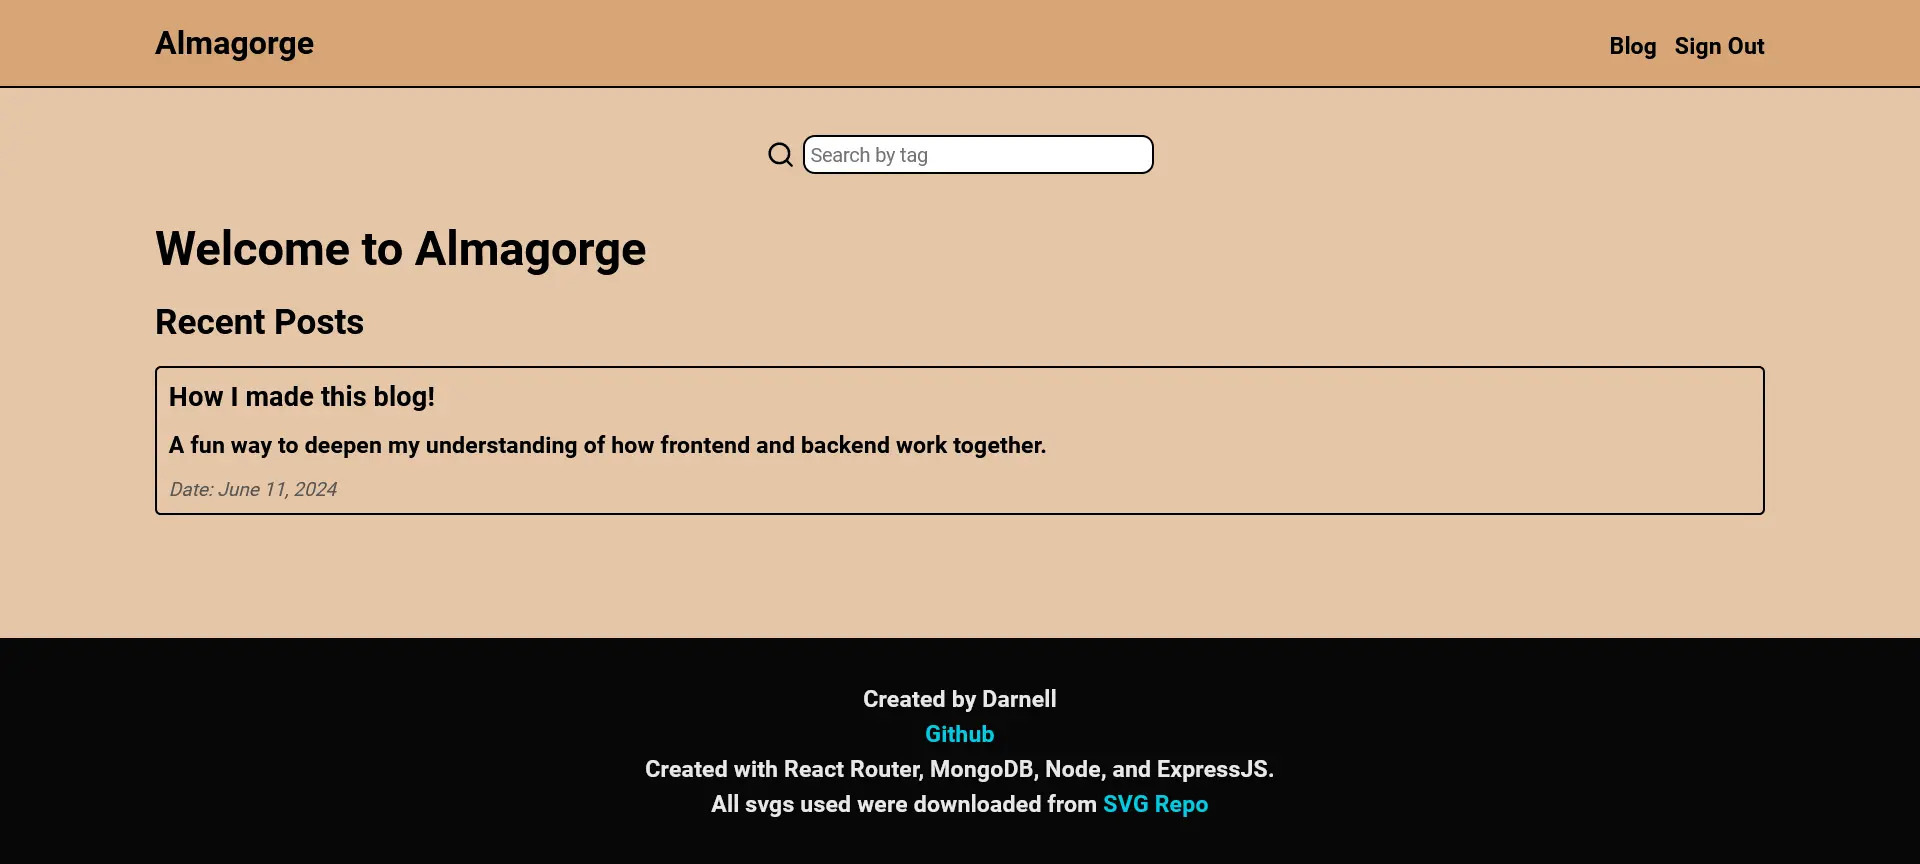 Almagorge
Blog Sign Out
Search by tag
Welcome to Almagorge
Recent Posts
How I made this blog!
A fun way to deepen my understanding of how frontend and backend work together.
Date: June 11, 2024
Created by Darnell
Github
Created with React Router, MongoDB, Node, and ExpressJS.
All svgs used were downloaded from SVG Repo